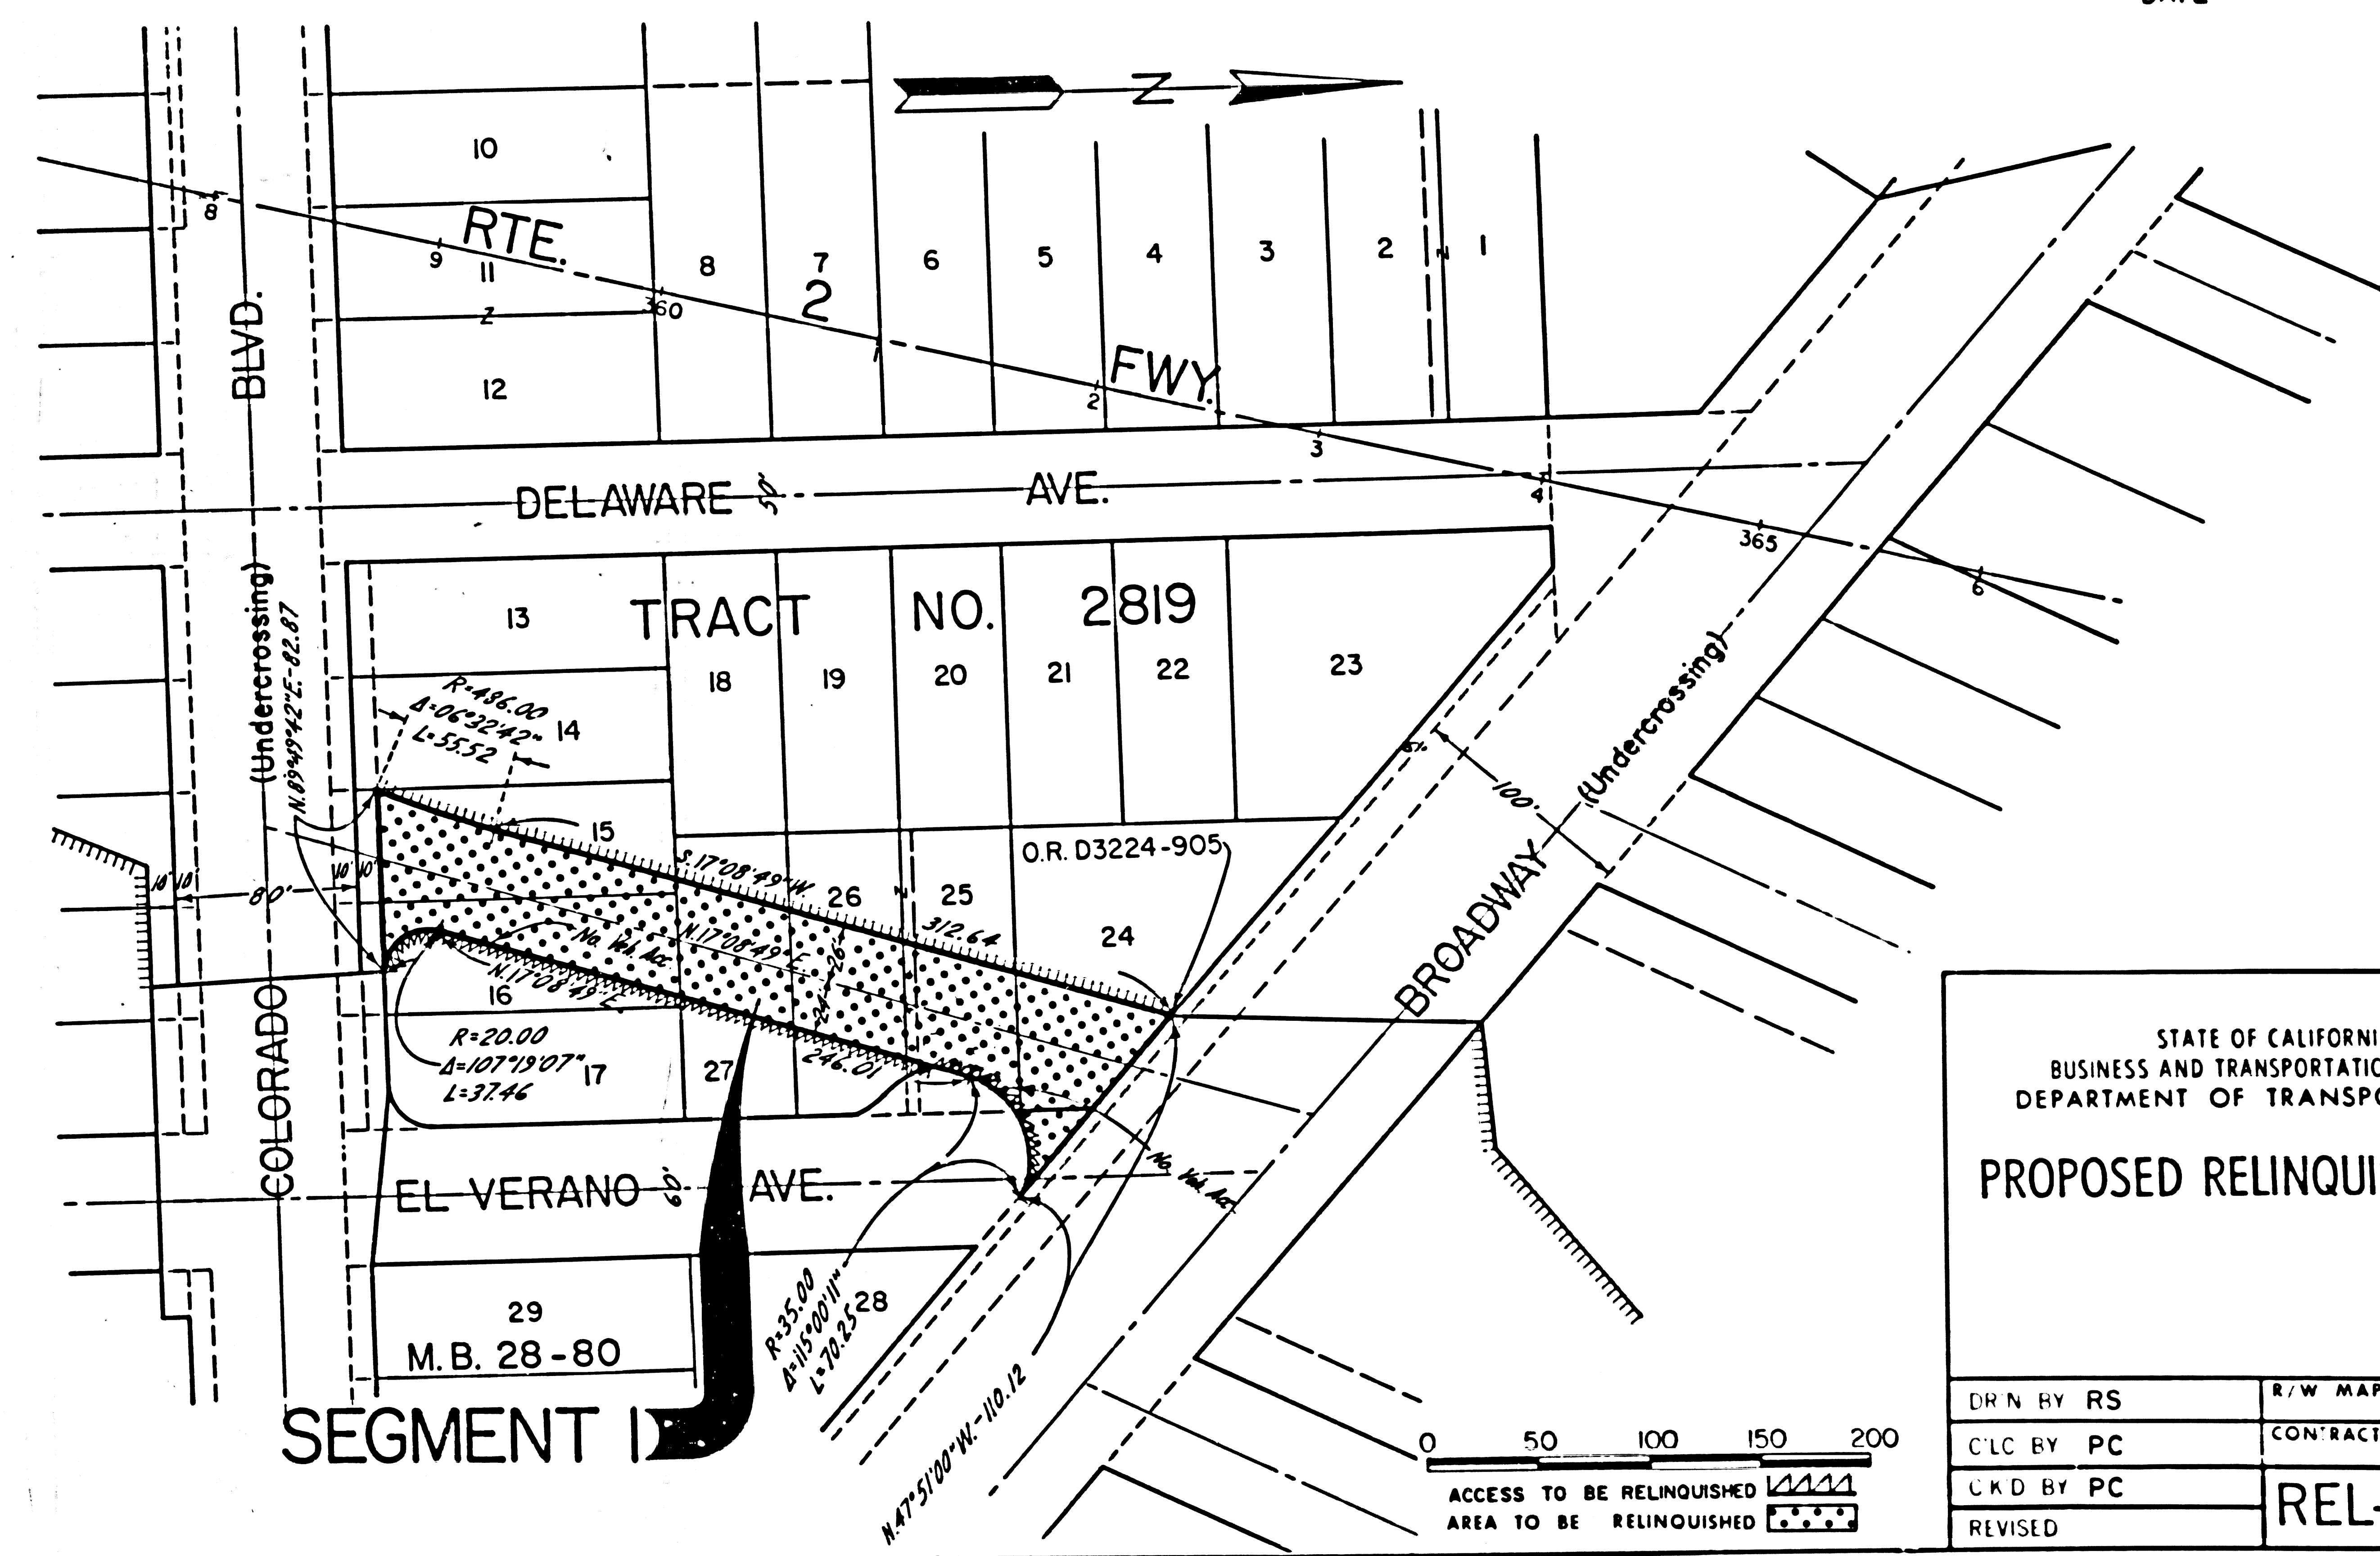 DATE
Z
10
8
RTE.
9
11
Z
360
12
8
7
2
1
6
5
4
3
2
Z
1
FWY.
2
3
4
365
6
BLVD.
(Undercrossing)
N.89°49'42"E.-82.87
COLORADO
DELAWARE 50' AVE.
TRACT NO. 2819
13
18
19
20
21
22
23
R=486.00
Δ=06°32'42"
L=55.52
14
15
S.17°08'49"W.
312.64
O.R. D3224-905
26
Z
25
24
10' 10'
80'
10' 10'
No Veh. Acc.
N.17°08'49"E.
N.17°08'49"E.
24' 26'
246.01
16
R=20.00
Δ=107°19'07"
L=37.46
17
27
EL VERANO 60' AVE.
No Veh. Acc.
5'
100'
(Undercrossing)
BROADWAY
29
M.B. 28-80
28
R=35.00
Δ=115°00'11"
L=70.25
N.47°51'00"W.-110.12
SEGMENT 1
0 50 100 150 200
ACCESS TO BE RELINQUISHED
AREA TO BE RELINQUISHED
STATE OF CALIFORNI
BUSINESS AND TRANSPORTATIO
DEPARTMENT OF TRANSPO
PROPOSED RELINQUI
DR'N BY RS
R/W MAP
C'LC BY PC
CONTRACT
CK'D BY PC
REL-
REVISED